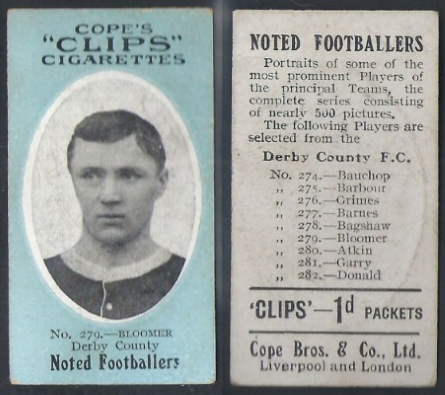 COPE'S
"CLIPS"
CIGARETTES
No. 279.—BLOOMER
Derby County
Noted Footballers
NOTED FOOTBALLERS
Portraits of some of the
most prominent Players of
the principal Teams, the
complete series consisting
of nearly 500 pictures.
The following Players are
selected from the
Derby County F.C.
No. 274.—Bauchop
„ 275.—Barbour
„ 276.—Grimes
„ 277.—Barnes
„ 278.—Bagshaw
„ 279.—Bloomer
„ 280.—Atkin
„ 281.—Garry
„ 282.—Donald
'CLIPS'—1d PACKETS
Cope Bros. & Co., Ltd.
Liverpool and London